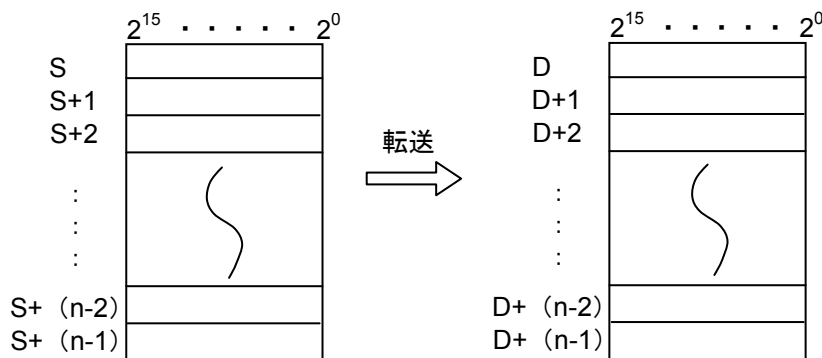 2¹⁵ ・・・・・ 2⁰
S
S+1
S+2
:
:
:
S+（n-2）
S+（n-1）
転送
2¹⁵ ・・・・・ 2⁰
D
D+1
D+2
:
:
:
D+（n-2）
D+（n-1）